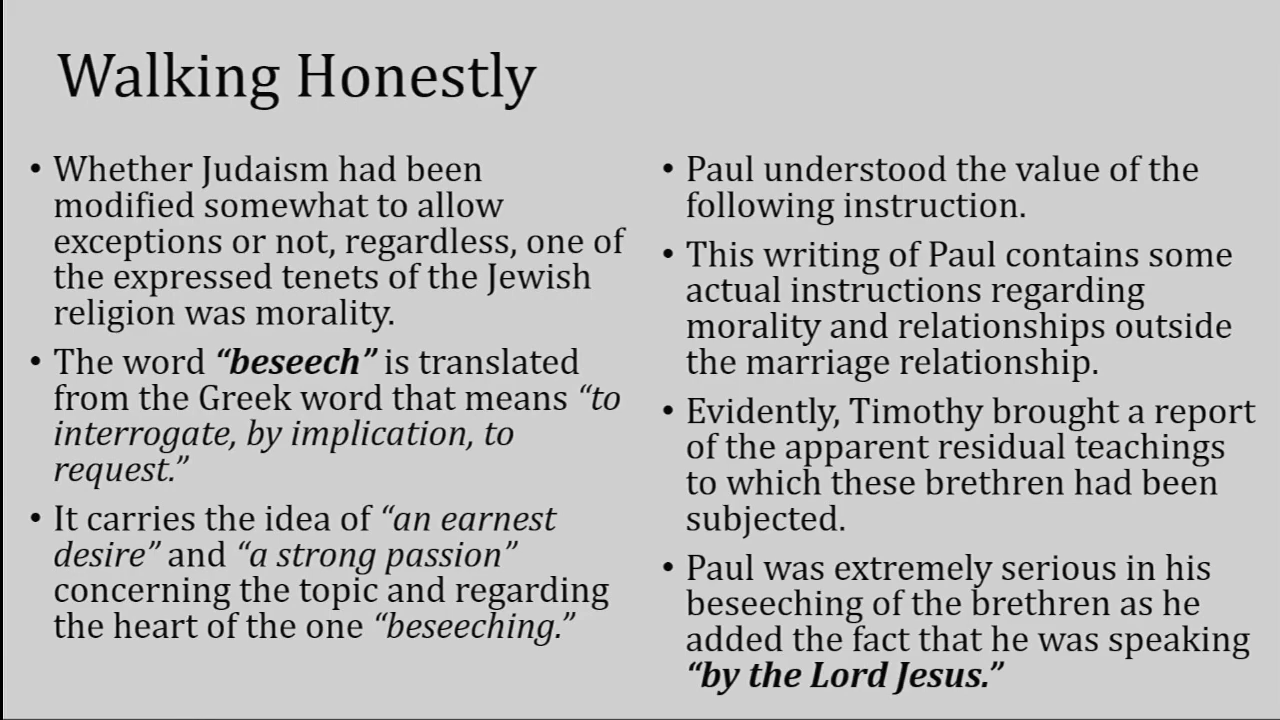 Walking Honestly
• Whether Judaism had been
modified somewhat to allow
exceptions or not, regardless, one of
the expressed tenets of the Jewish
religion was morality.
• The word “beseech” is translated
from the Greek word that means “to
interrogate, by implication, to
request.”
• It carries the idea of “an earnest
desire” and “a strong passion”
concerning the topic and regarding
the heart of the one “beseeching.”
• Paul understood the value of the
following instruction.
• This writing of Paul contains some
actual instructions regarding
morality and relationships outside
the marriage relationship.
• Evidently, Timothy brought a report
of the apparent residual teachings
to which these brethren had been
subjected.
• Paul was extremely serious in his
beseeching of the brethren as he
added the fact that he was speaking
“by the Lord Jesus.”